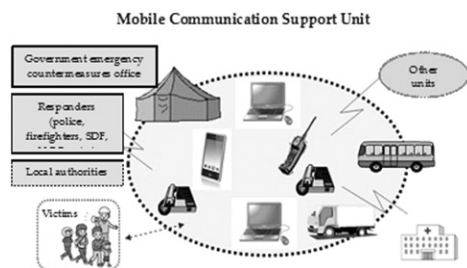 Mobile Communication Support Unit
Government emergency
countermeasures office
Responders
(police,
firefighters, SDF,
Local authorities
Victims
Other
units